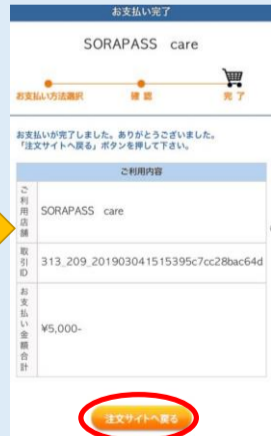 お支払い完了
SORAPASS care
お支払い方法選択
確認
完了
お支払いが完了しました。ありがとうございました。
「注文サイトへ戻る」ボタンを押して下さい。
ご利用内容
ご利用店舗
SORAPASS care
取引ID
313_209_201903041515395c7cc28bac64d
お支払い金額合計
¥5,000-
注文サイトへ戻る